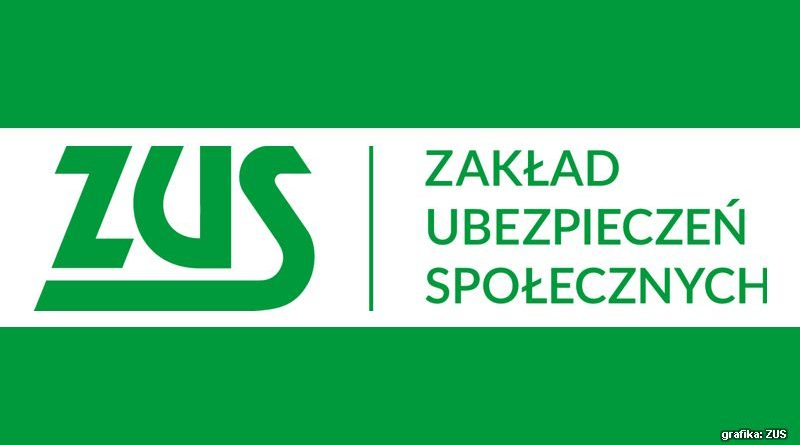 ZUS
ZAKŁAD
UBEZPIECZEŃ
SPOŁECZNYCH
grafika: ZUS